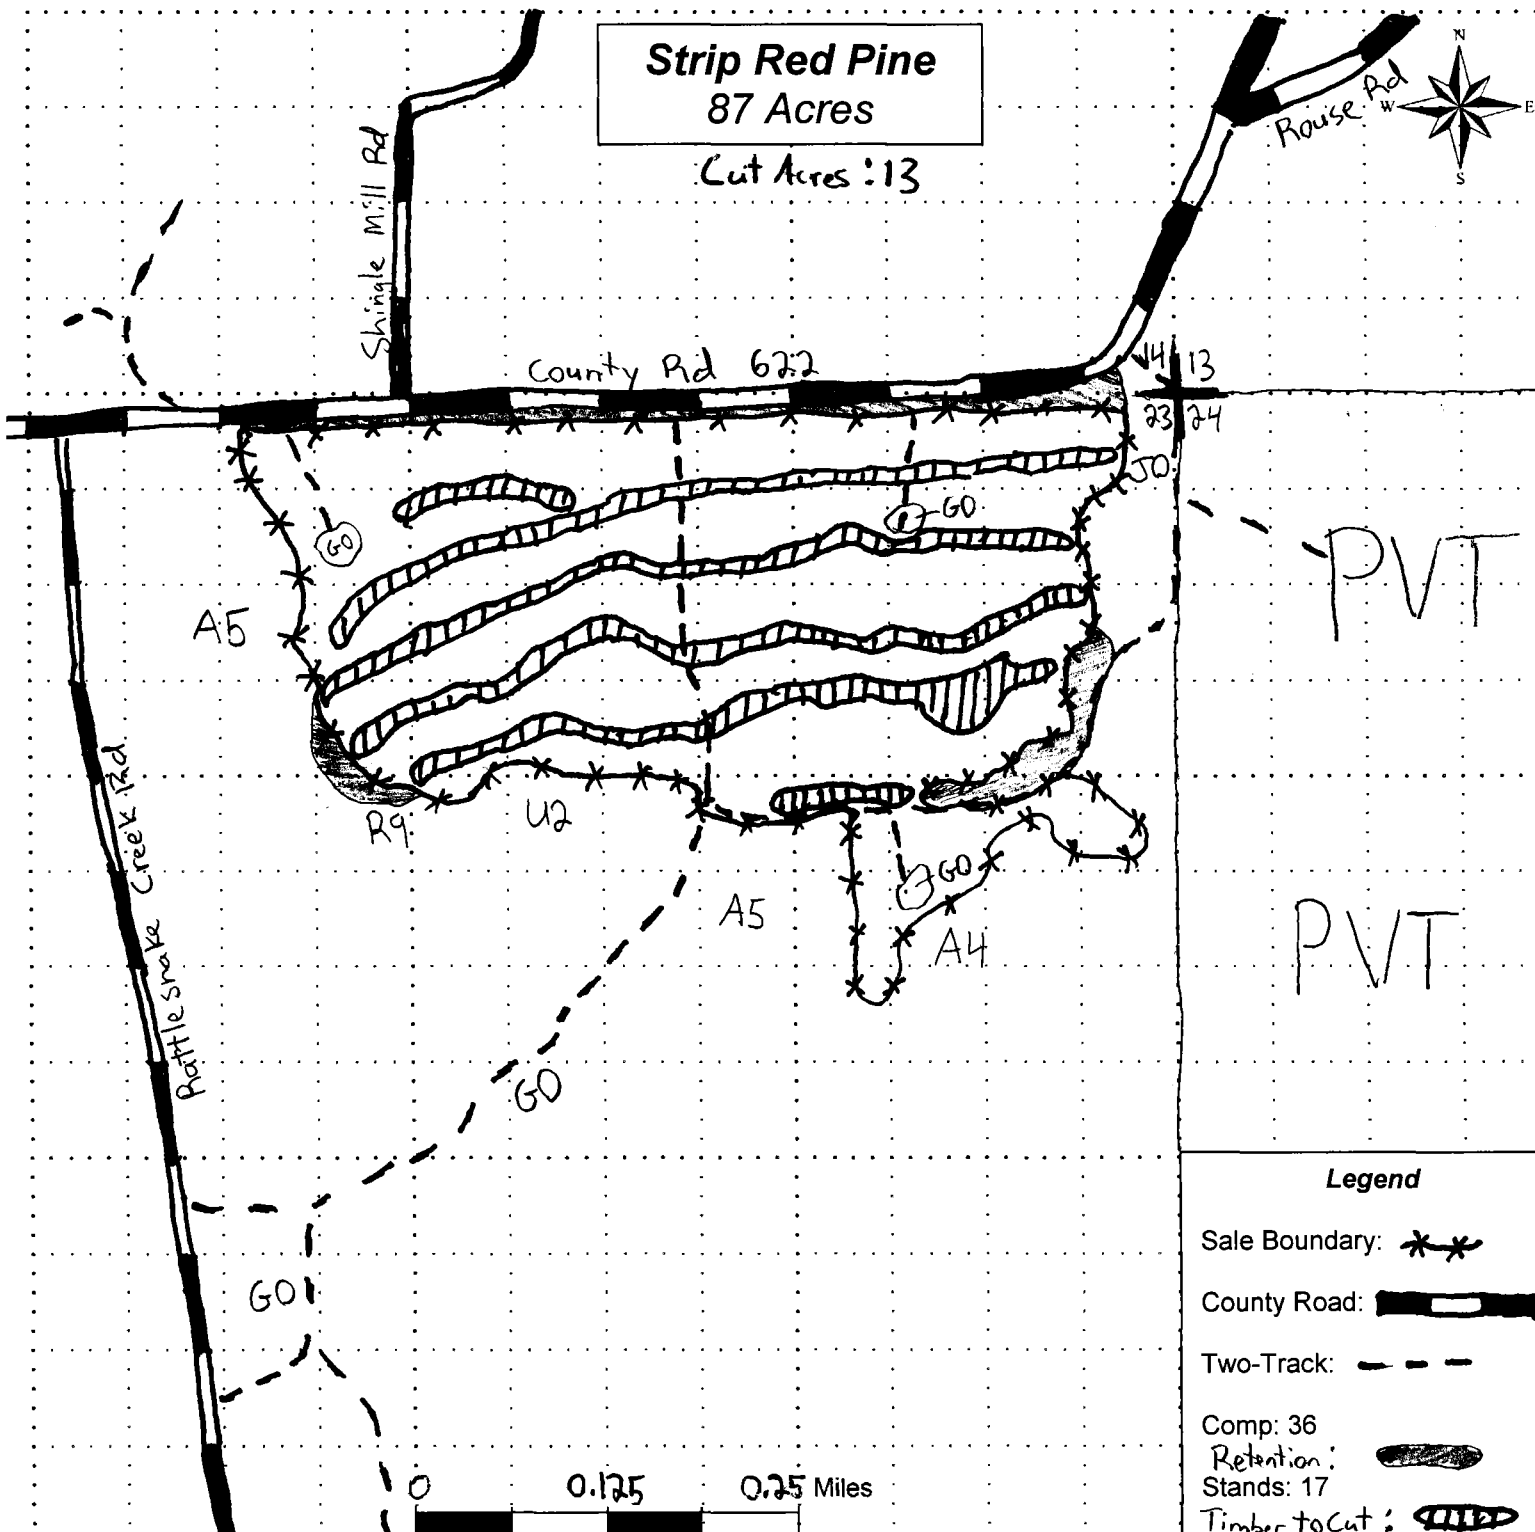 Strip Red Pine
87 Acres
Cut Acres: 13
N
W
E
S
Rouse Rd
Shingle Mill Rd
County Rd 622
14
13
23
24
JO
GO
GO
PVT
A5
R9
U2
GO
A5
A4
PVT
Rattlesnake Creek Rd
GO
GO
Legend
Sale Boundary:
County Road:
Two-Track:
Comp: 36
Retention:
Stands: 17
Timber to Cut:
0 0.125 0.25 Miles